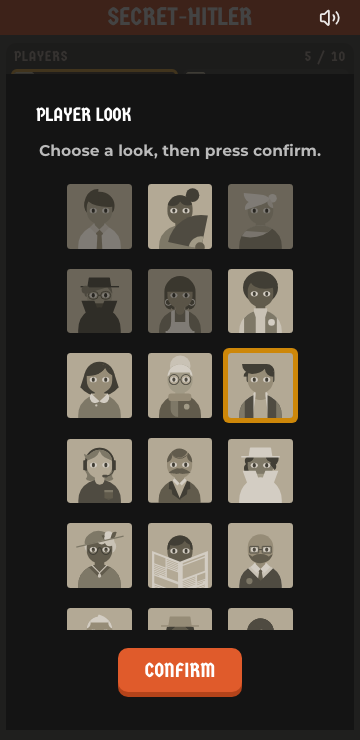 SECRET-HITLER
PLAYERS
5 / 10
PLAYER LOOK
Choose a look, then press confirm.
CONFIRM